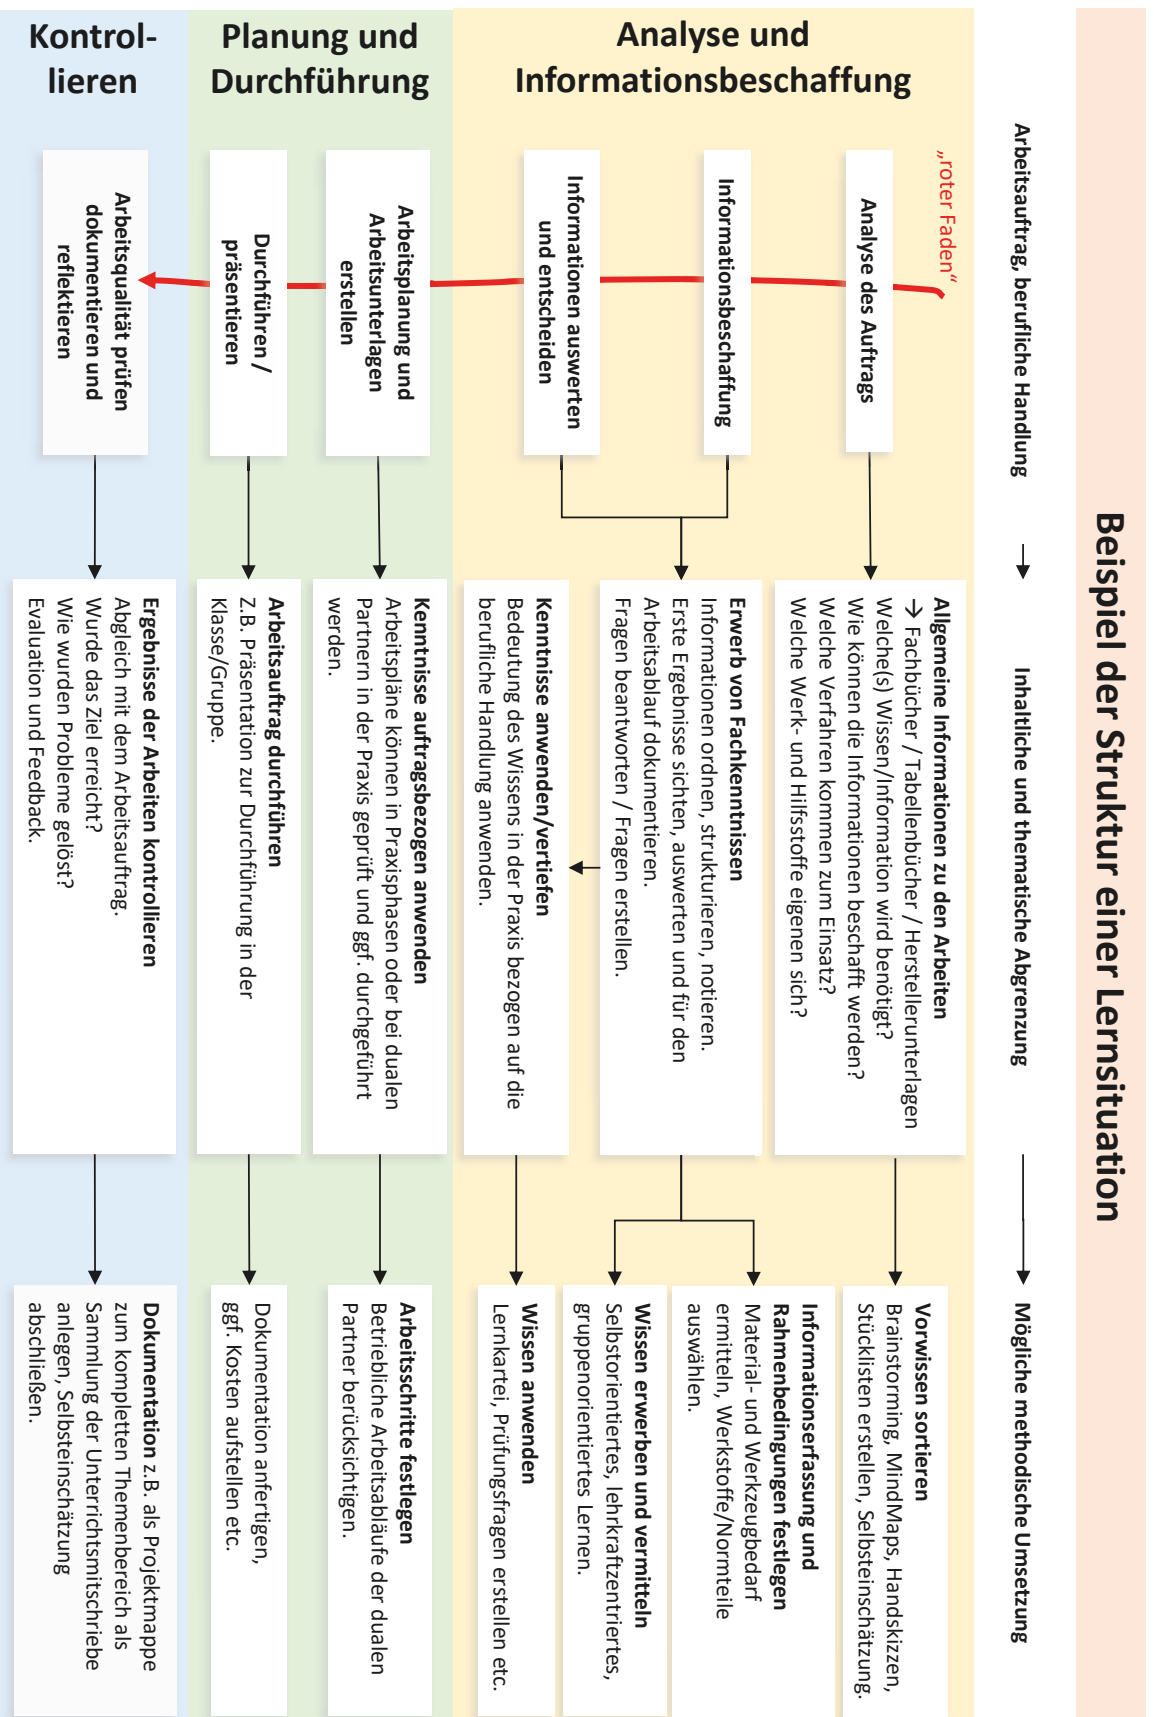 Beispiel der Struktur einer Lernsituation
Arbeitsauftrag, berufliche Handlung
Inhaltliche und thematische Abgrenzung
Mögliche methodische Umsetzung
„roter Faden“
Analyse und
Informationsbeschaffung
Analyse des Auftrags
Allgemeine Informationen zu den Arbeiten
→ Fachbücher / Tabellenbücher / Herstellerunterlagen
Welche(s) Wissen/Information wird benötigt?
Wie können die Informationen beschafft werden?
Welche Verfahren kommen zum Einsatz?
Welche Werk- und Hilfsstoffe eigenen sich?
Vorwissen sortieren
Brainstorming, MindMaps, Handskizzen,
Stücklisten erstellen, Selbsteinschätzung.
Informationsbeschaffung
Informationen auswerten
und entscheiden
Erwerb von Fachkenntnissen
Informationen ordnen, strukturieren, notieren.
Erste Ergebnisse sichten, auswerten und für den
Arbeitsablauf dokumentieren.
Fragen beantworten / Fragen erstellen.
Informationserfassung und
Rahmenbedingungen festlegen
Material- und Werkzeugbedarf
ermitteln, Werkstoffe/Normteile
auswählen.
Wissen erwerben und vermitteln
Selbstorientiertes, lehrkraftzentriertes,
gruppenorientiertes Lernen.
Kenntnisse anwenden/vertiefen
Bedeutung des Wissens in der Praxis bezogen auf die
berufliche Handlung anwenden.
Wissen anwenden
Lernkartei, Prüfungsfragen erstellen etc.
Planung und
Durchführung
Arbeitsplanung und
Arbeitsunterlagen
erstellen
Kenntnisse auftragsbezogen anwenden
Arbeitspläne können in Praxisphasen oder bei dualen
Partnern in der Praxis geprüft und ggf. durchgeführt
werden.
Arbeitsschritte festlegen
Betriebliche Arbeitsabläufe der dualen
Partner berücksichtigen.
Durchführen /
präsentieren
Arbeitsauftrag durchführen
Z.B. Präsentation zur Durchführung in der
Klasse/Gruppe.
Dokumentation anfertigen,
ggf. Kosten aufstellen etc.
Kontrol-
lieren
Arbeitsqualität prüfen
dokumentieren und
reflektieren
Ergebnisse der Arbeiten kontrollieren
Abgleich mit dem Arbeitsauftrag.
Wurde das Ziel erreicht?
Wie wurden Probleme gelöst?
Evaluation und Feedback.
Dokumentation z.B. als Projektmappe
zum kompletten Themenbereich als
Sammlung der Unterrichtsmitschriebe
anlegen, Selbsteinschätzung
abschließen.